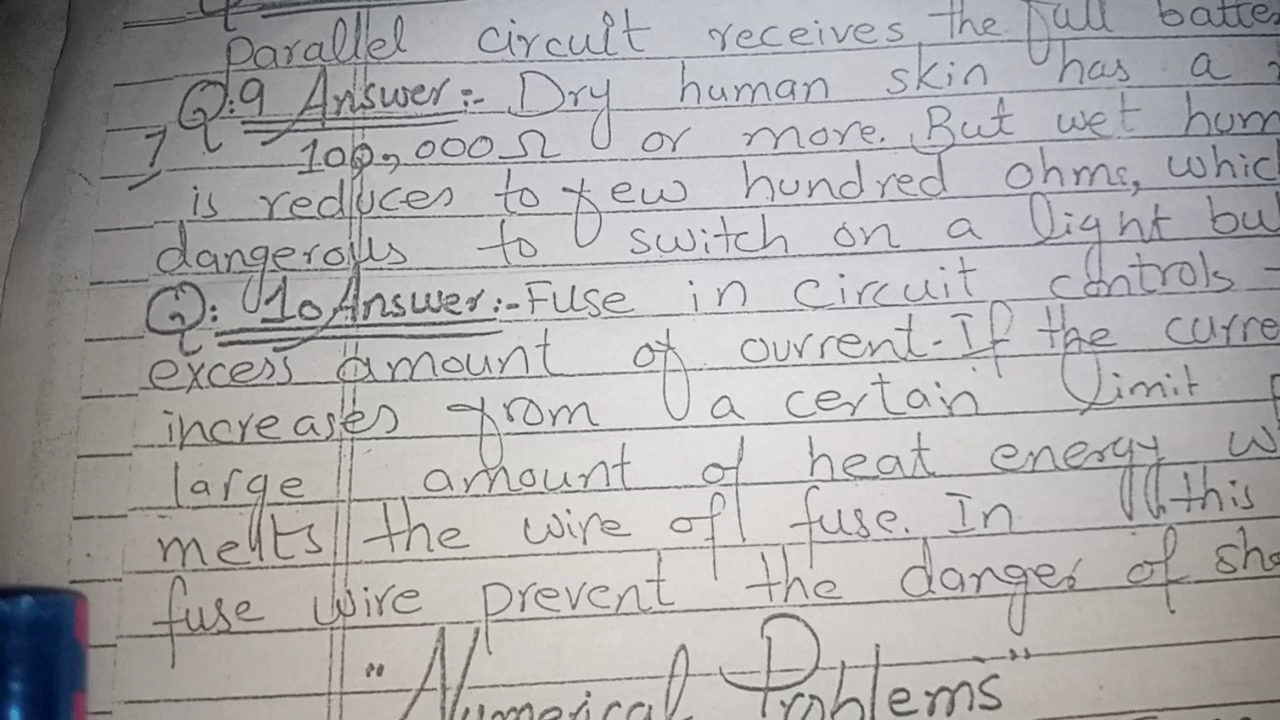 parallel circuit receives the full batte
Q:9 Answer:- Dry human skin has a
100,000Ω or more. But wet hum
is reduces to few hundred ohms, whic
dangerous to switch on a light bu
Q: 10 Answer:- Fuse in circuit controls
excess amount of current. If the curre
increases from a certain limit
large amount of heat energy w
melts the wire of fuse. In this
fuse wire prevent the danger of sho
"Numerical Problems"